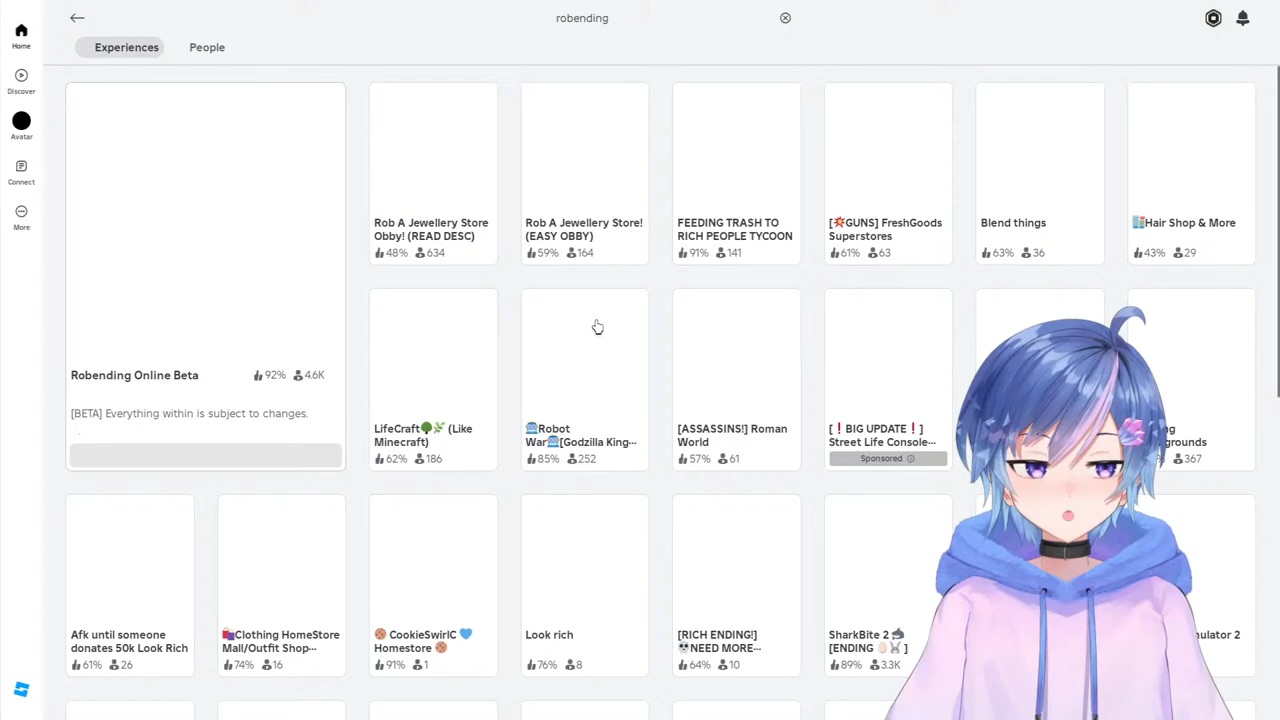 robending
Experiences
People
Home
Discover
Avatar
Connect
More
Robending Online Beta
92%
4.6K
[BETA] Everything within is subject to changes.
Rob A Jewellery Store
Obby! (READ DESC)
48%
634
Rob A Jewellery Store!
(EASY OBBY)
59%
164
FEEDING TRASH TO
RICH PEOPLE TYCOON
91%
141
[💥GUNS] FreshGoods
Superstores
61%
63
Blend things
63%
36
🏪Hair Shop & More
43%
29
LifeCraft🌳🌿 (Like
Minecraft)
62%
186
🤖Robot
War🤖[Godzilla King...
85%
252
[ASSASSINS!] Roman
World
57%
61
[❗BIG UPDATE❗]
Street Life Console...
Sponsored
367
Afk until someone
donates 50k Look Rich
61%
26
🛍️Clothing HomeStore
Mall/Outfit Shop...
74%
16
🍪 CookieSwirlC 💙
Homestore 🍪
91%
1
Look rich
76%
8
[RICH ENDING!]
💀NEED MORE...
64%
10
SharkBite 2 🦈
[ENDING 🥚🐰]
89%
3.3K